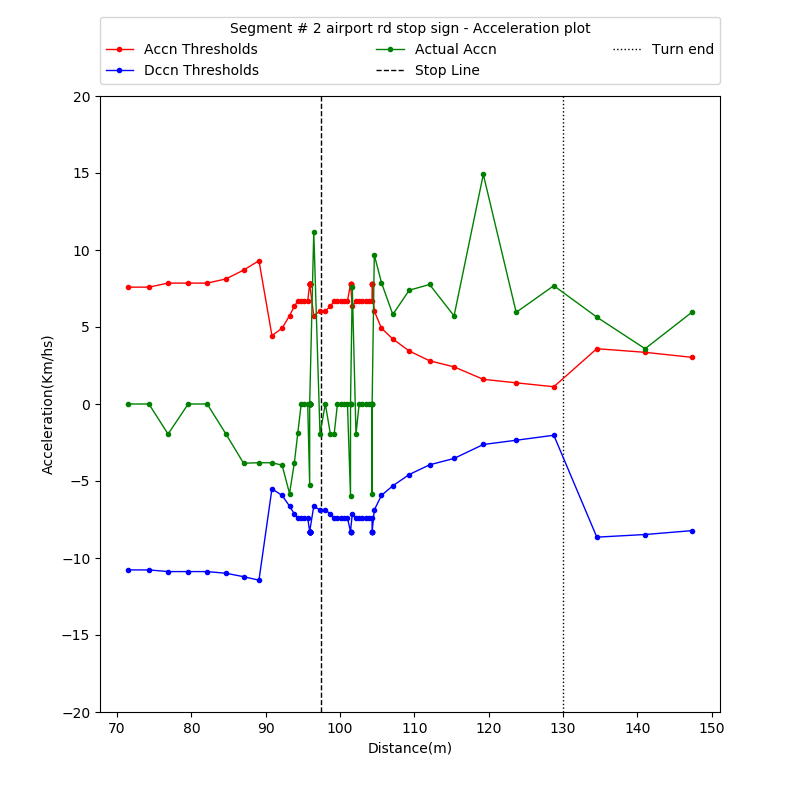 Segment # 2 airport rd stop sign - Acceleration plot
Accn Thresholds
Actual Accn
Turn end
Dccn Thresholds
Stop Line
20
15
10
5
0
−5
−10
−15
−20
Acceleration(Km/hs)
70 80 90 100 110 120 130 140 150
Distance(m)